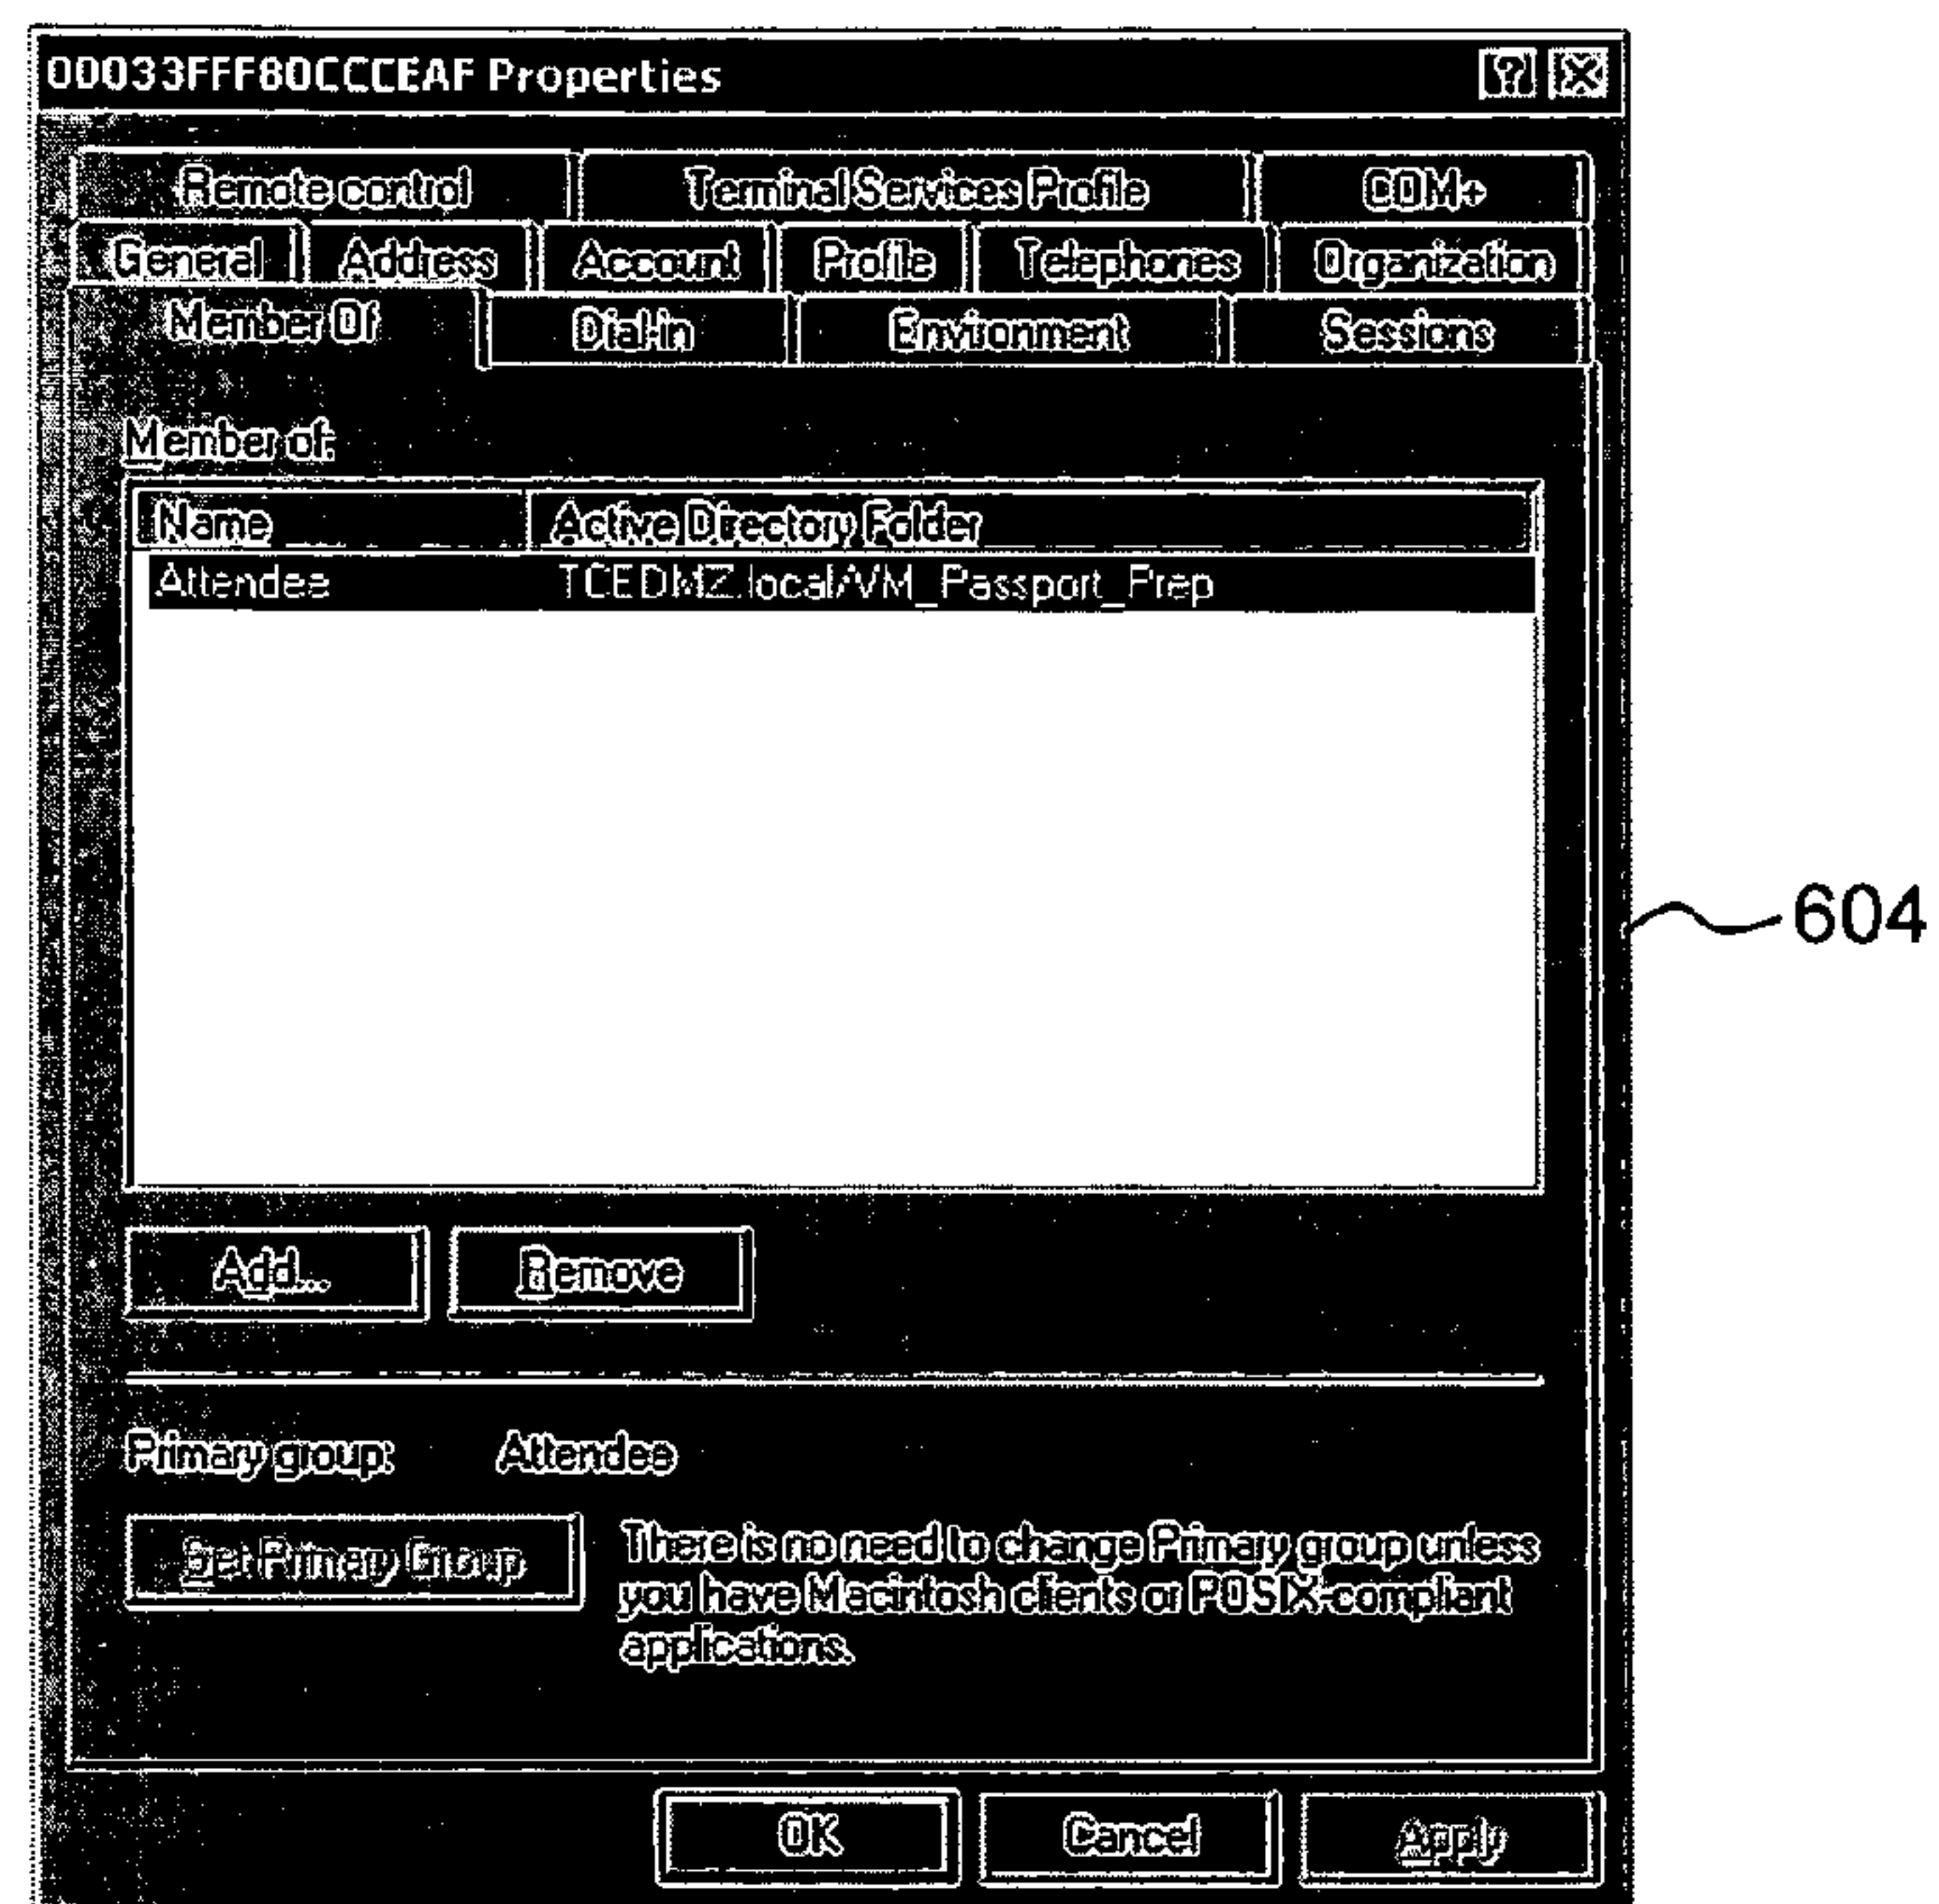 00033FFF80CCCEAF Properties
Remote control Terminal Services Profile COM+
General Address Account Profile Telephones Organization
Member Of Dial-in Environment Sessions
Member of:
Name Active Directory Folder
Attendee TCEDMZ.local/VM_Passport_Prep
604
Add... Remove
Primary group: Attendee
Set Primary Group
There is no need to change Primary group unless
you have Macintosh clients or POSIX-compliant
applications.
OK Cancel Apply